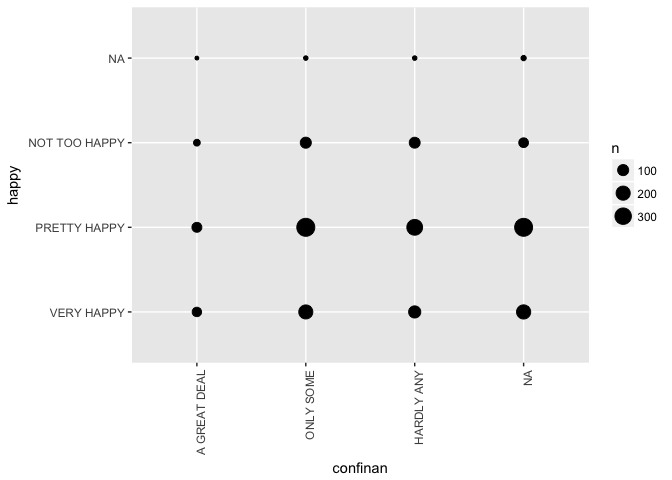 happy
NA
NOT TOO HAPPY
PRETTY HAPPY
VERY HAPPY
A GREAT DEAL
ONLY SOME
HARDLY ANY
NA
confinan
n
100
200
300